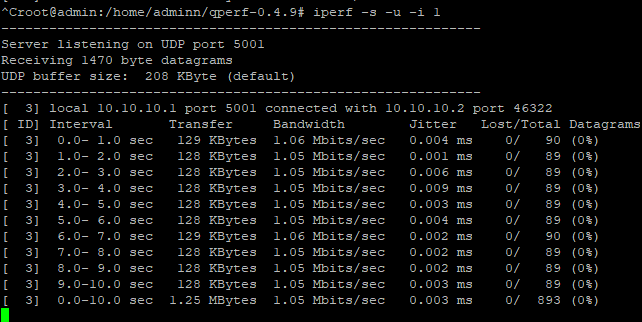 ^Croot@admin:/home/adminn/qperf-0.4.9# iperf -s -u -i 1
------------------------------------------------------------
Server listening on UDP port 5001
Receiving 1470 byte datagrams
UDP buffer size:  208 KByte (default)
------------------------------------------------------------
[  3] local 10.10.10.1 port 5001 connected with 10.10.10.2 port 46322
[ ID] Interval       Transfer     Bandwidth        Jitter   Lost/Total Datagrams
[  3]  0.0- 1.0 sec   129 KBytes  1.06 Mbits/sec   0.004 ms    0/   90 (0%)
[  3]  1.0- 2.0 sec   128 KBytes  1.05 Mbits/sec   0.001 ms    0/   89 (0%)
[  3]  2.0- 3.0 sec   128 KBytes  1.05 Mbits/sec   0.006 ms    0/   89 (0%)
[  3]  3.0- 4.0 sec   128 KBytes  1.05 Mbits/sec   0.009 ms    0/   89 (0%)
[  3]  4.0- 5.0 sec   128 KBytes  1.05 Mbits/sec   0.003 ms    0/   89 (0%)
[  3]  5.0- 6.0 sec   128 KBytes  1.05 Mbits/sec   0.004 ms    0/   89 (0%)
[  3]  6.0- 7.0 sec   129 KBytes  1.06 Mbits/sec   0.002 ms    0/   90 (0%)
[  3]  7.0- 8.0 sec   128 KBytes  1.05 Mbits/sec   0.002 ms    0/   89 (0%)
[  3]  8.0- 9.0 sec   128 KBytes  1.05 Mbits/sec   0.002 ms    0/   89 (0%)
[  3]  9.0-10.0 sec   128 KBytes  1.05 Mbits/sec   0.003 ms    0/   89 (0%)
[  3]  0.0-10.0 sec  1.25 MBytes  1.05 Mbits/sec   0.003 ms    0/  893 (0%)